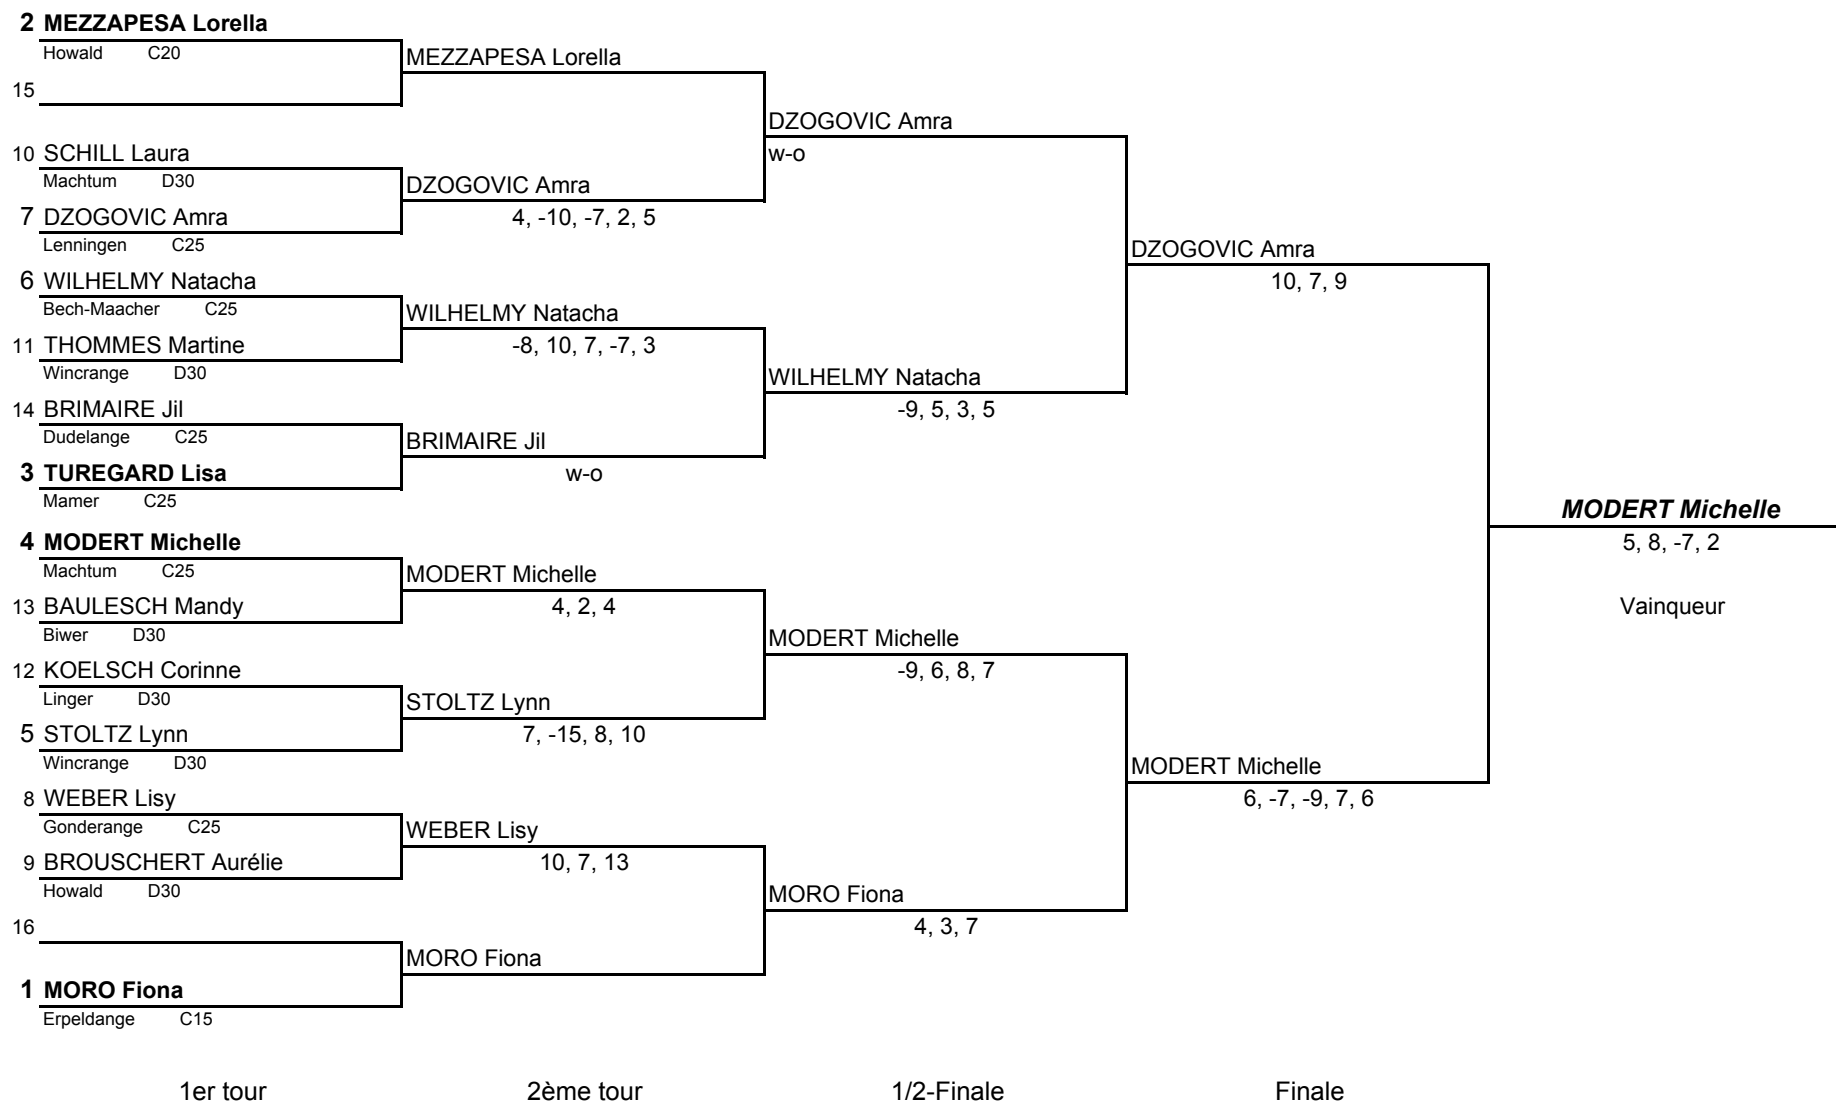 2 MEZZAPESA Lorella
Howald C20
MEZZAPESA Lorella
15
DZOGOVIC Amra
w-o
10 SCHILL Laura
Machtum D30
DZOGOVIC Amra
4, -10, -7, 2, 5
7 DZOGOVIC Amra
Lenningen C25
DZOGOVIC Amra
10, 7, 9
6 WILHELMY Natacha
Bech-Maacher C25
WILHELMY Natacha
-8, 10, 7, -7, 3
11 THOMMES Martine
Wincrange D30
WILHELMY Natacha
-9, 5, 3, 5
14 BRIMAIRE Jil
Dudelange C25
BRIMAIRE Jil
w-o
3 TUREGARD Lisa
Mamer C25
MODERT Michelle
5, 8, -7, 2
Vainqueur
4 MODERT Michelle
Machtum C25
MODERT Michelle
4, 2, 4
13 BAULESCH Mandy
Biwer D30
MODERT Michelle
-9, 6, 8, 7
12 KOELSCH Corinne
Linger D30
STOLTZ Lynn
7, -15, 8, 10
5 STOLTZ Lynn
Wincrange D30
MODERT Michelle
6, -7, -9, 7, 6
8 WEBER Lisy
Gonderange C25
WEBER Lisy
10, 7, 13
9 BROUSCHERT Aurélie
Howald D30
MORO Fiona
4, 3, 7
16
MORO Fiona
1 MORO Fiona
Erpeldange C15
1er tour 2ème tour 1/2-Finale Finale